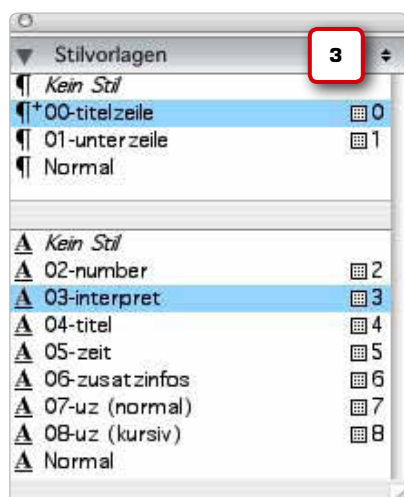 Stilvorlagen 3
¶ Kein Stil
¶+ 00-titelzeile 0
¶ 01-unterzeile 1
¶ Normal
A Kein Stil
A 02-number 2
A 03-interpret 3
A 04-titel 4
A 05-zeit 5
A 06-zusatzinfos 6
A 07-uz (normal) 7
A 08-uz (kursiv) 8
A Normal